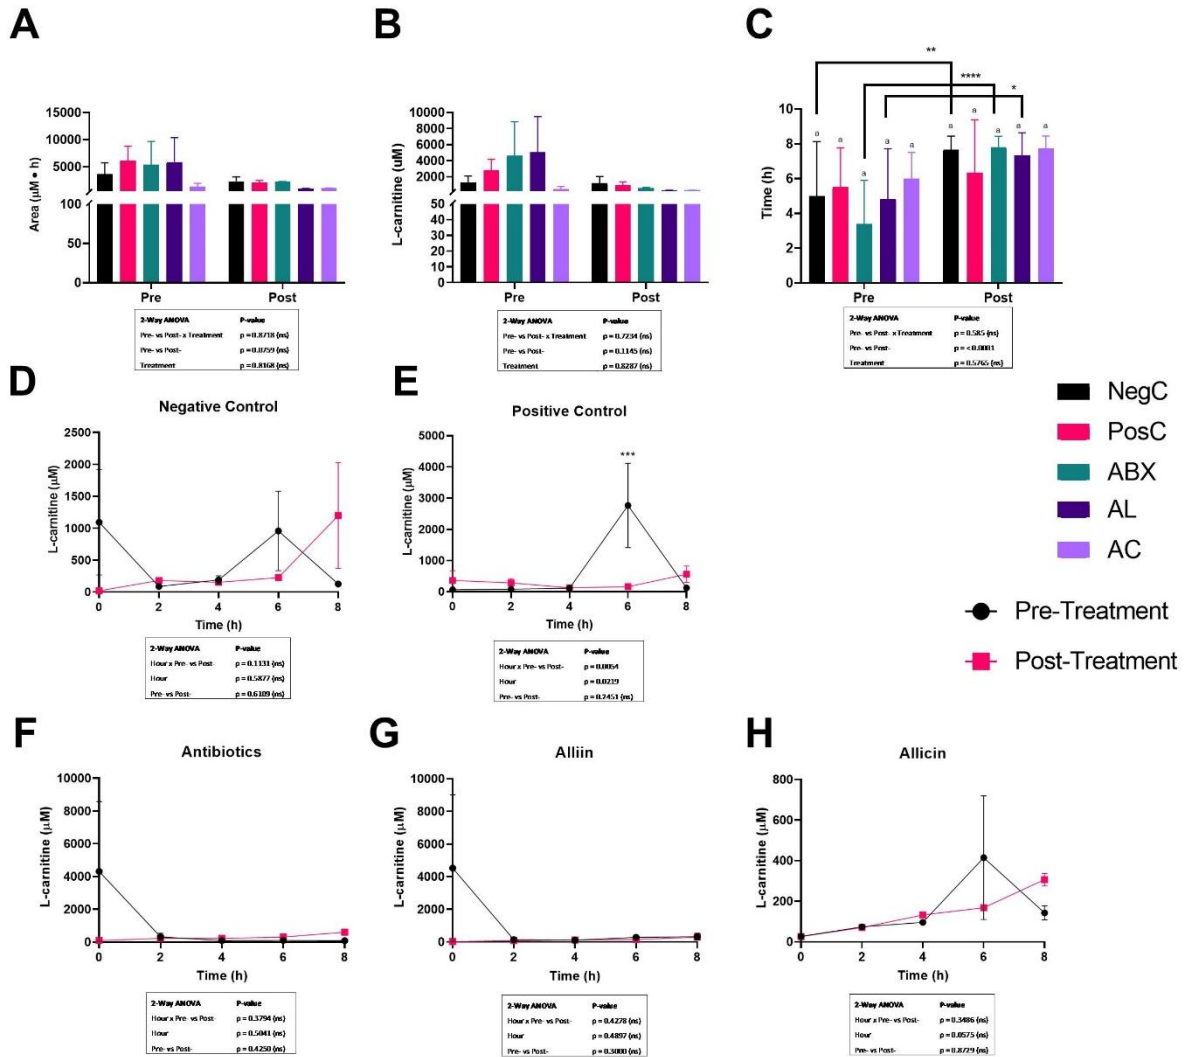 A
B
C
15000
10000
5000
100
50
0
Area (µM • h)
Pre
Post
2-Way ANOVA P-value
Pre- vs Post- x Treatment p = 0.8718 (ns)
Pre- vs Post- p = 0.0759 (ns)
Treatment p = 0.8168 (ns)
10000
8000
6000
4000
2000
50
40
30
20
10
0
L-carnitine (uM)
Pre
Post
2-Way ANOVA P-value
Pre- vs Post- x Treatment p = 0.7234 (ns)
Pre- vs Post- p = 0.1145 (ns)
Treatment p = 0.8287 (ns)
**
****
*
10
8
6
4
2
0
Time (h)
a a a a a a a a a a
Pre
Post
2-Way ANOVA P-value
Pre- vs Post- x Treatment p = 0.585 (ns)
Pre- vs Post- p = < 0.0001
Treatment p = 0.5765 (ns)
D
Negative Control
2500
2000
1500
1000
500
0
L-carnitine (µM)
0 2 4 6 8
Time (h)
2-Way ANOVA P-value
Hour x Pre- vs Post- p = 0.1131 (ns)
Hour p = 0.5877 (ns)
Pre- vs Post- p = 0.6109 (ns)
E
Positive Control
5000
4000
3000
2000
1000
0
L-carnitine (µM)
***
0 2 4 6 8
Time (h)
2-Way ANOVA P-value
Hour x Pre- vs Post- p = 0.0054
Hour p = 0.0219
Pre- vs Post- p = 0.2451 (ns)
NegC
PosC
ABX
AL
AC
Pre-Treatment
Post-Treatment
F
Antibiotics
10000
8000
6000
4000
2000
0
L-carnitine (µM)
0 2 4 6 8
Time (h)
2-Way ANOVA P-value
Hour x Pre- vs Post- p = 0.3794 (ns)
Hour p = 0.5041 (ns)
Pre- vs Post- p = 0.4250 (ns)
G
Alliin
10000
8000
6000
4000
2000
0
L-carnitine (µM)
0 2 4 6 8
Time (h)
2-Way ANOVA P-value
Hour x Pre- vs Post- p = 0.4278 (ns)
Hour p = 0.4897 (ns)
Pre- vs Post- p = 0.3000 (ns)
H
Allicin
800
600
400
200
0
L-carnitine (µM)
0 2 4 6 8
Time (h)
2-Way ANOVA P-value
Hour x Pre- vs Post- p = 0.3486 (ns)
Hour p = 0.0575 (ns)
Pre- vs Post- p = 0.8729 (ns)